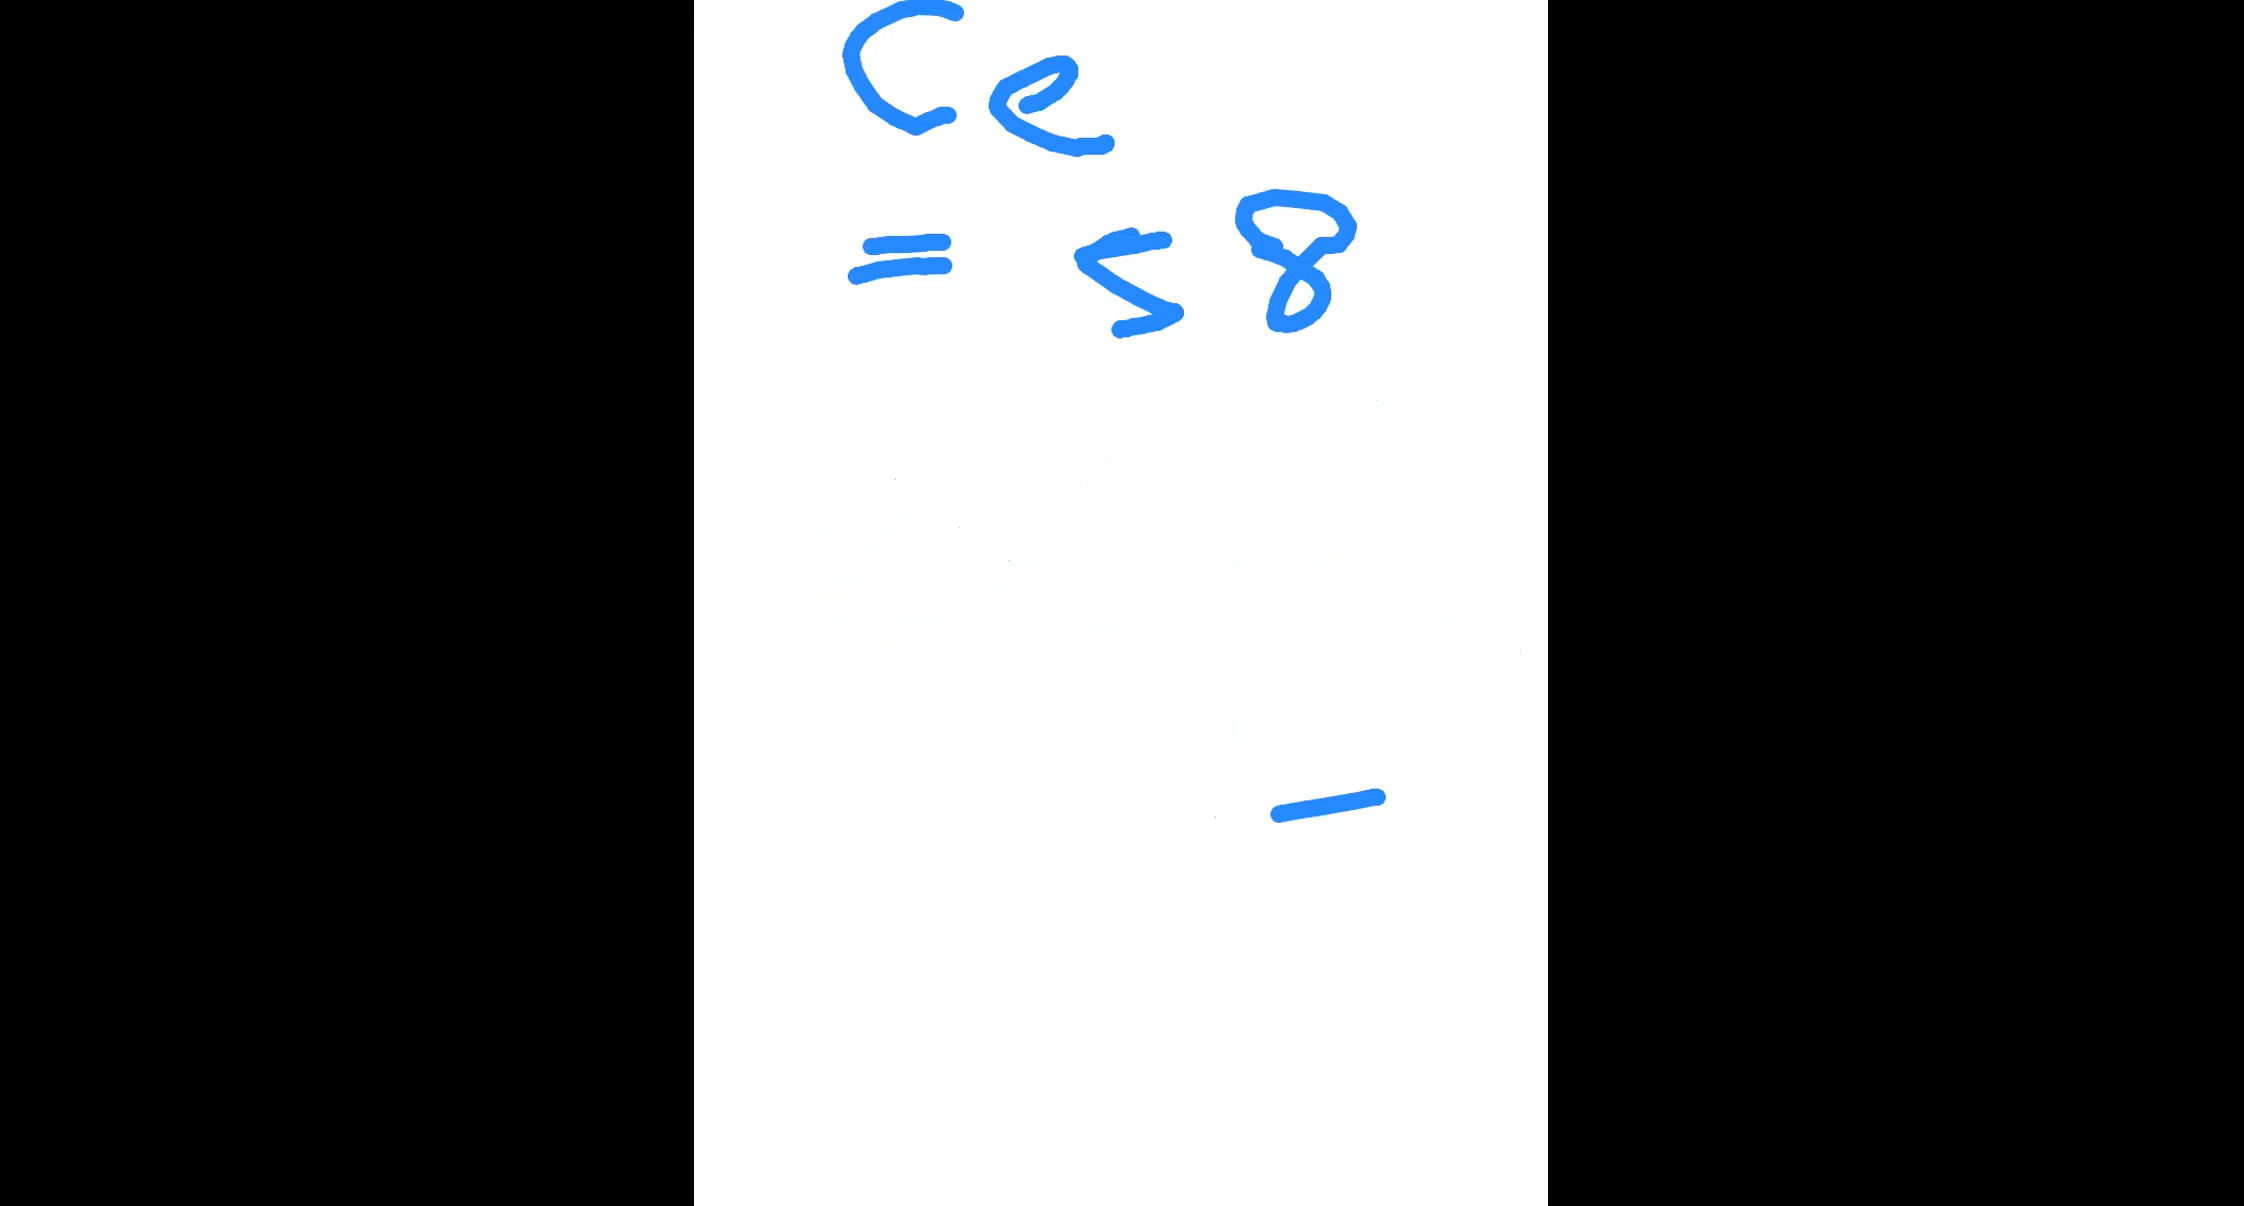 Ce
= 58
—